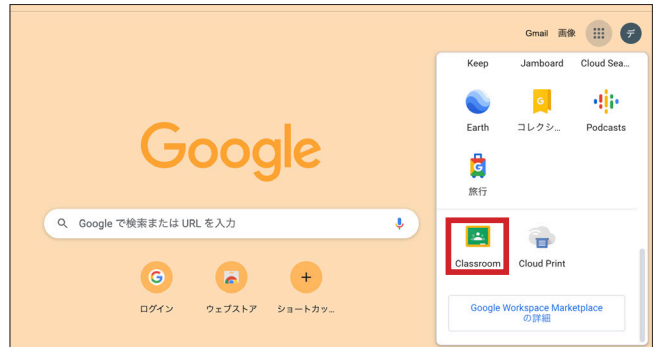 Gmail 画像 デ
Keep Jamboard Cloud Sea...
G
Earth コレクシ... Podcasts
G
旅行
Google
Google で検索または URL を入力
Classroom Cloud Print
G
ログイン ウェブストア ショートカッ...
Google Workspace Marketplace
の詳細